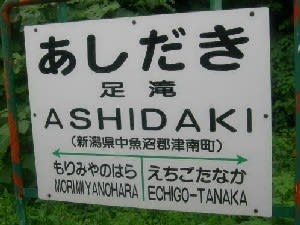 あしだき
足滝
ASHIDAKI
(新潟県中魚沼郡津南町)
もりみやのはら えちごたなか
MORIMIYANOHARA ECHIGO-TANAKA